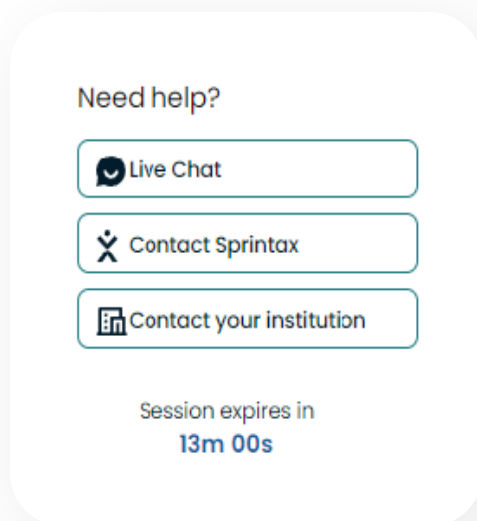 Need help?
Live Chat
Contact Sprintax
Contact your institution
Session expires in
13m 00s